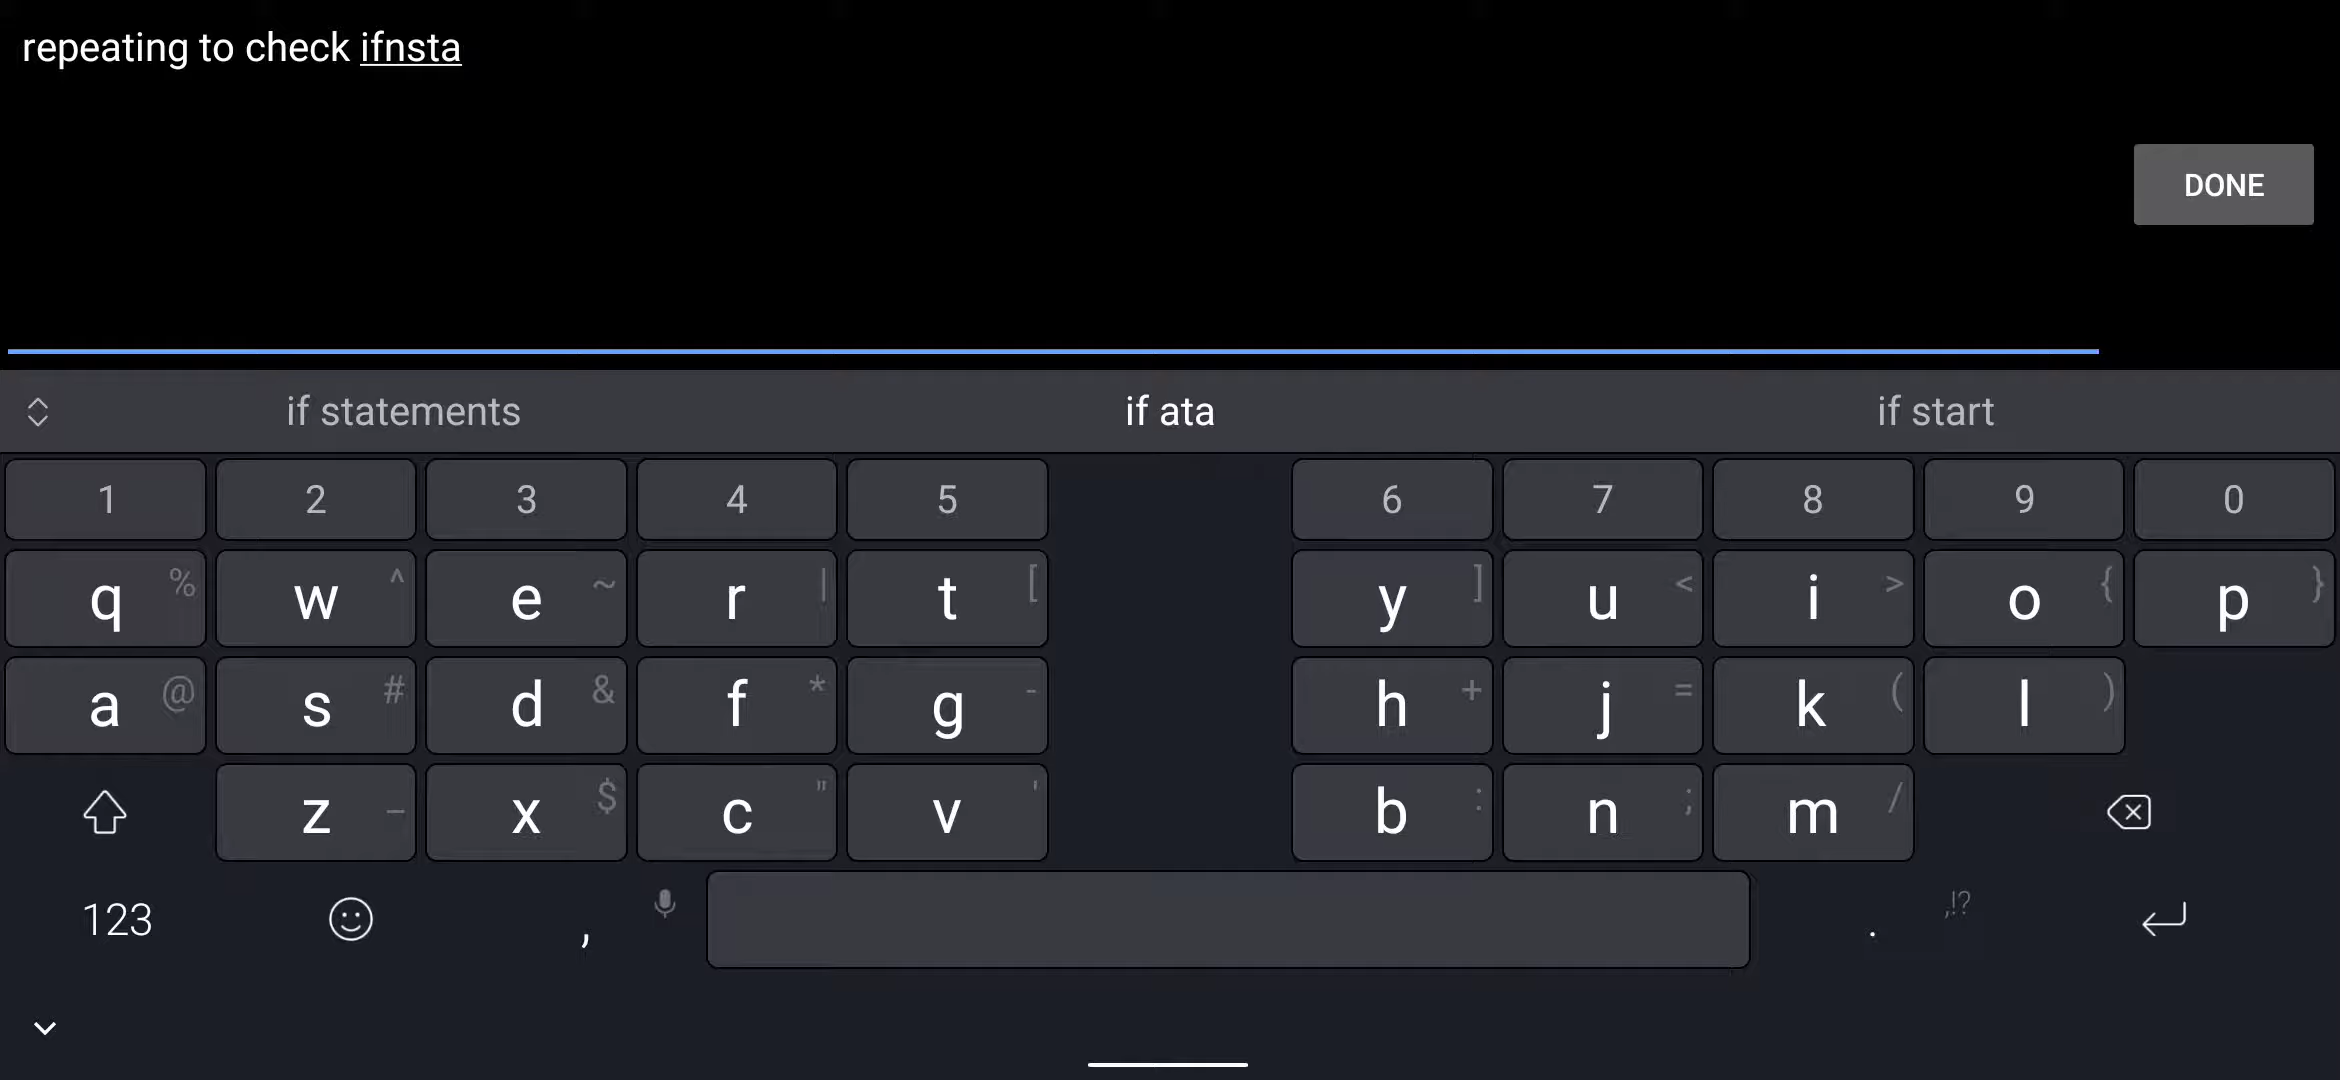 repeating to check ifnsta
DONE
if statements if ata if start
1 2 3 4 5 6 7 8 9 0
q % w ^ e ~ r | t [ y ] u < i > o { p }
a @ s # d & f * g - h + j = k ( l )
z _ x $ c " v ' b : n ; m /
123 , . ,!?